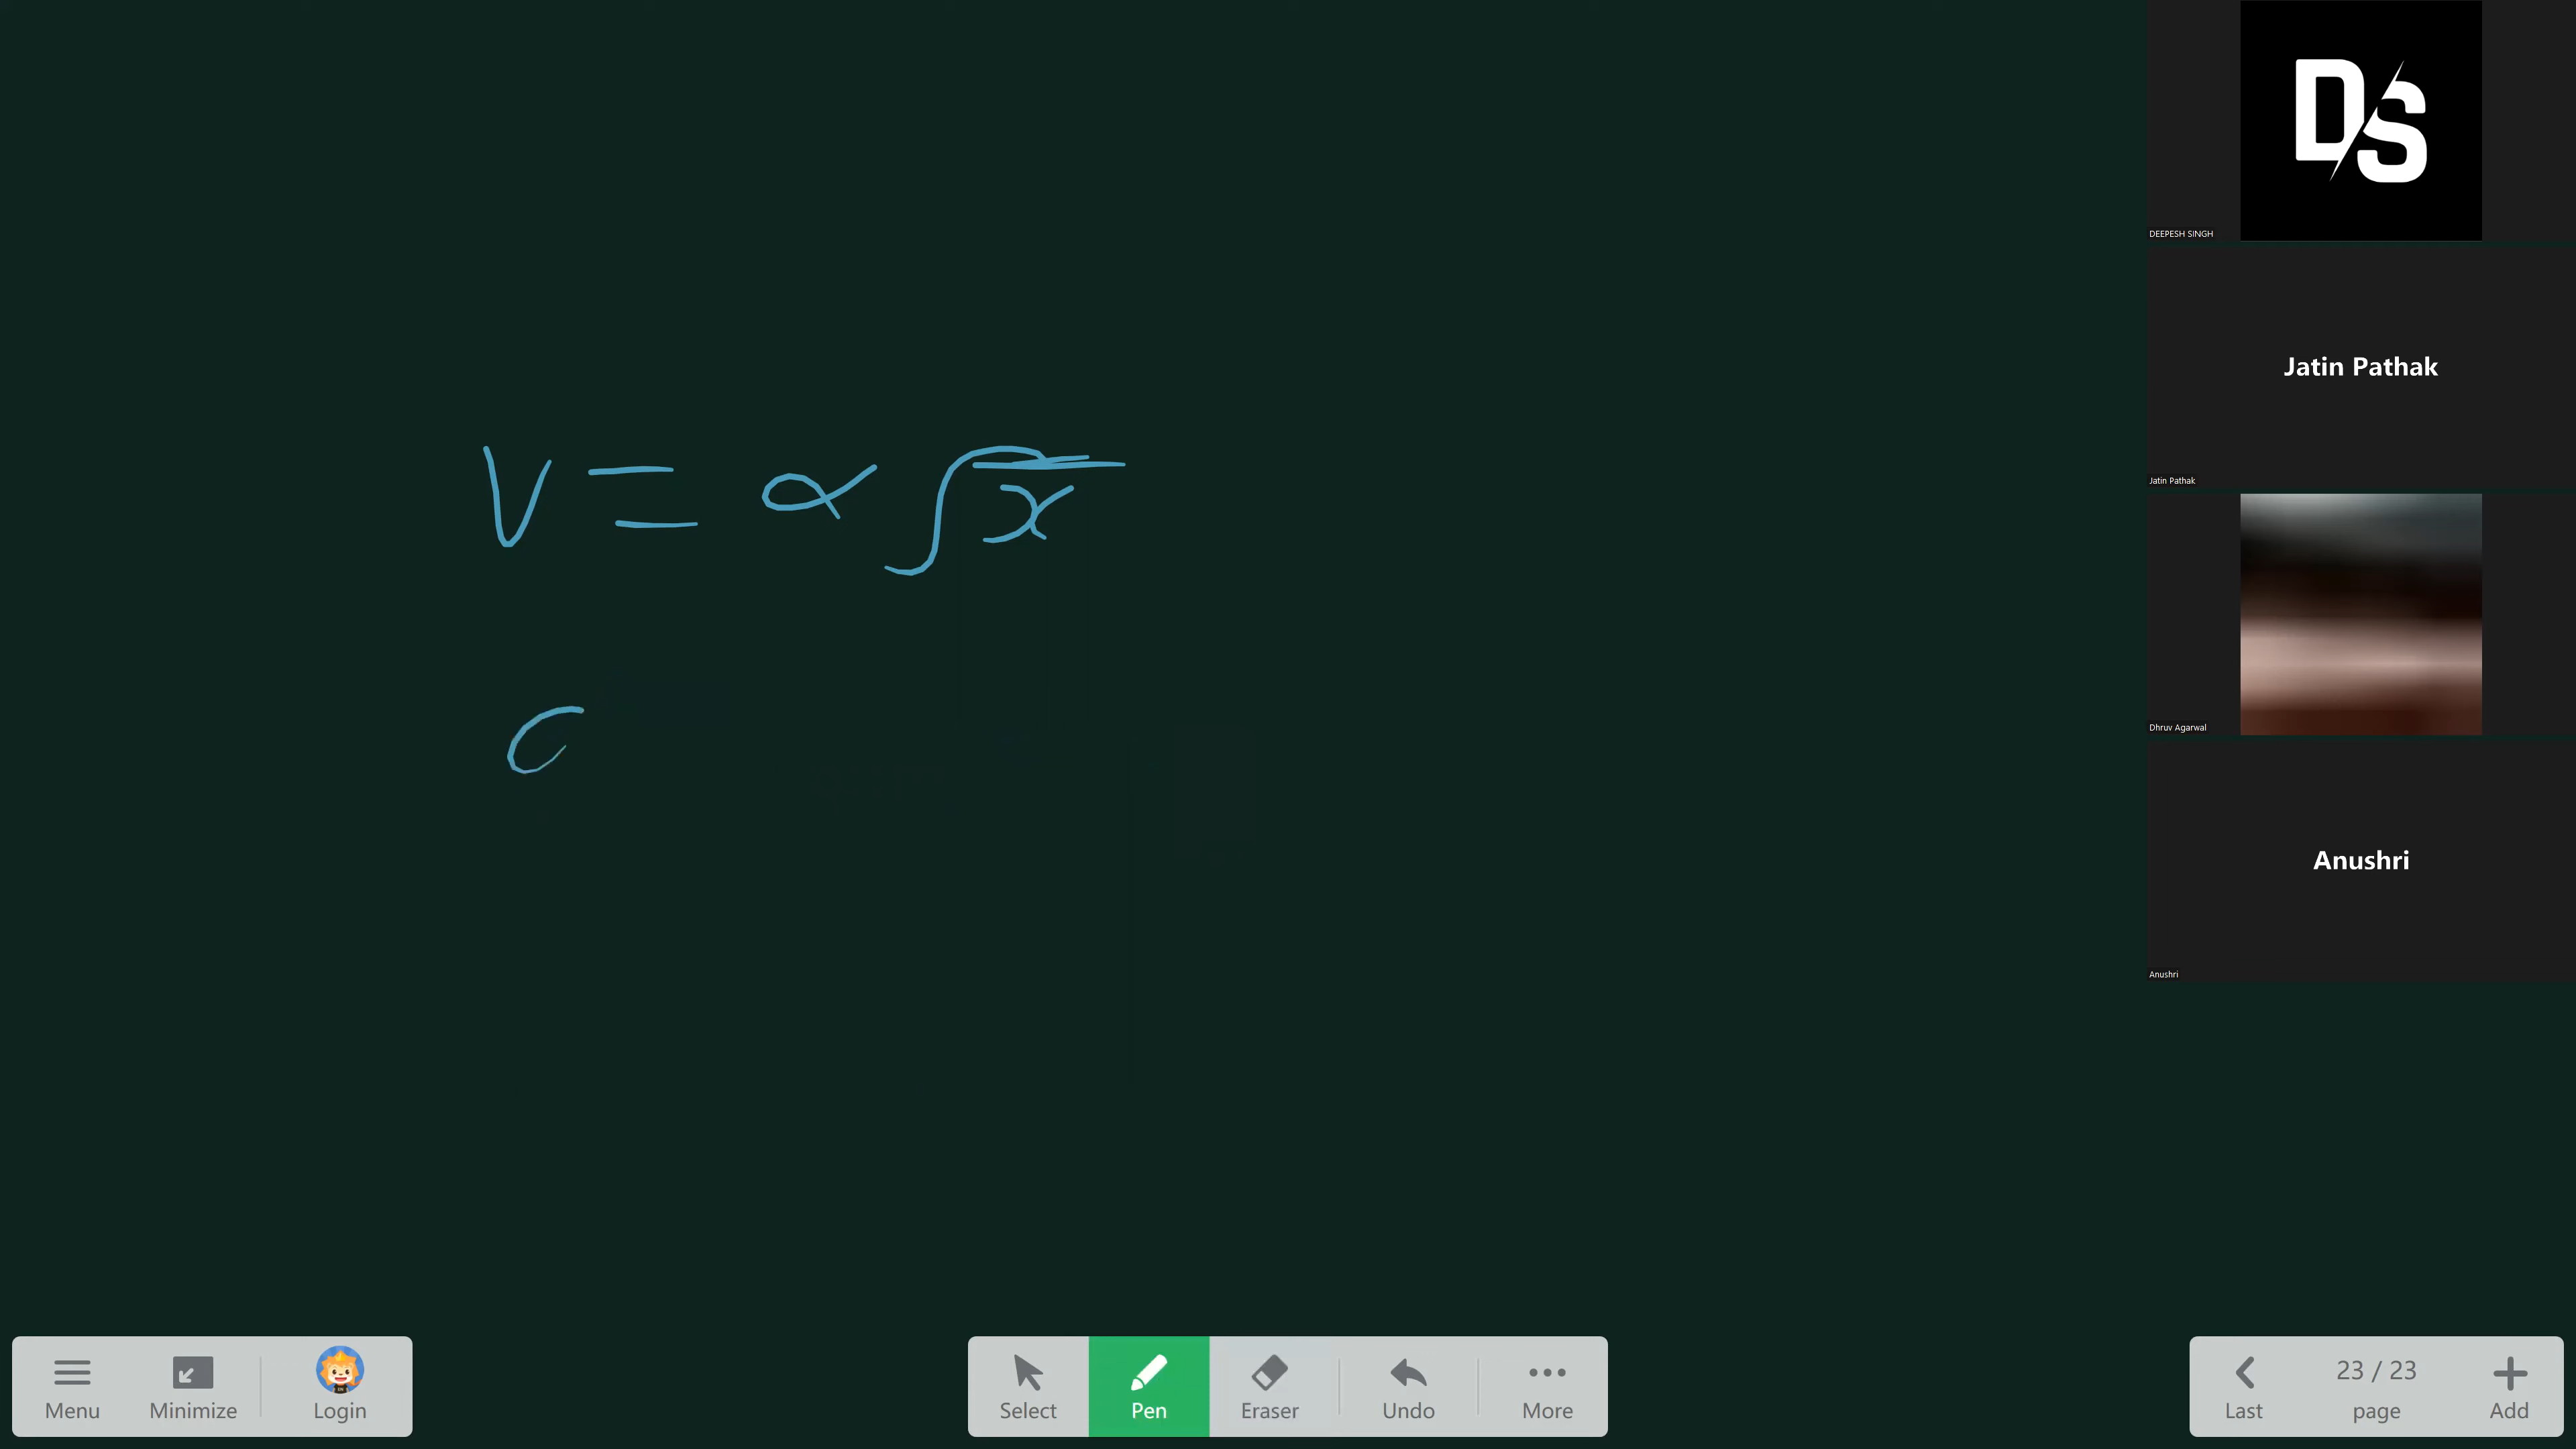 DS
DEEPESH SINGH
Jatin Pathak
Jatin Pathak
V = α √x
Dhruv Agarwal
Anushri
Anushri
Menu
Minimize
Login
Select
Pen
Eraser
Undo
More
Last
23 / 23
page
Add